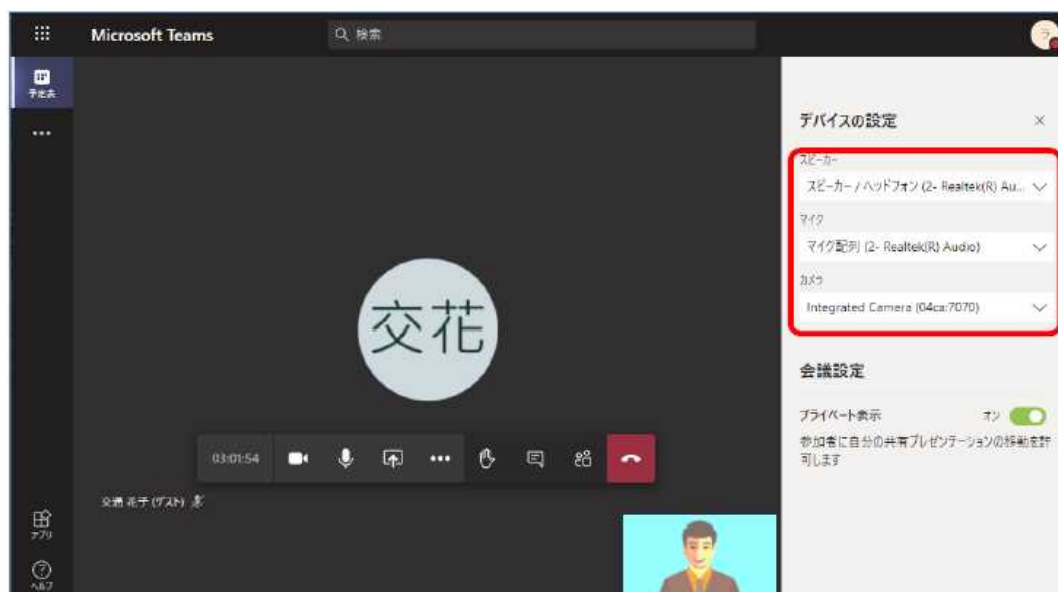 Microsoft Teams
検索
ラ
予定表
デバイスの設定
スピーカー
スピーカー / ヘッドフォン (2- Realtek(R) Au...
マイク
マイク配列 (2- Realtek(R) Audio)
カメラ
Integrated Camera (04ca:7070)
交花
会議設定
プライベート表示 オン
参加者に自分の共有プレゼンテーションの移動を許
可します
03:01:54
交通 花子 (ゲスト)
アプリ
ヘルプ